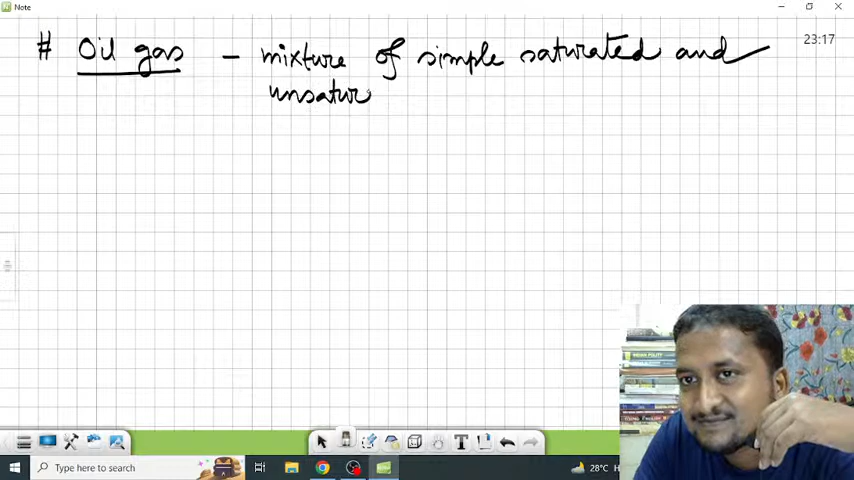 Note
23:17
# Oil gas - mixture of simple saturated and
unsatur
Type here to search
28°C H